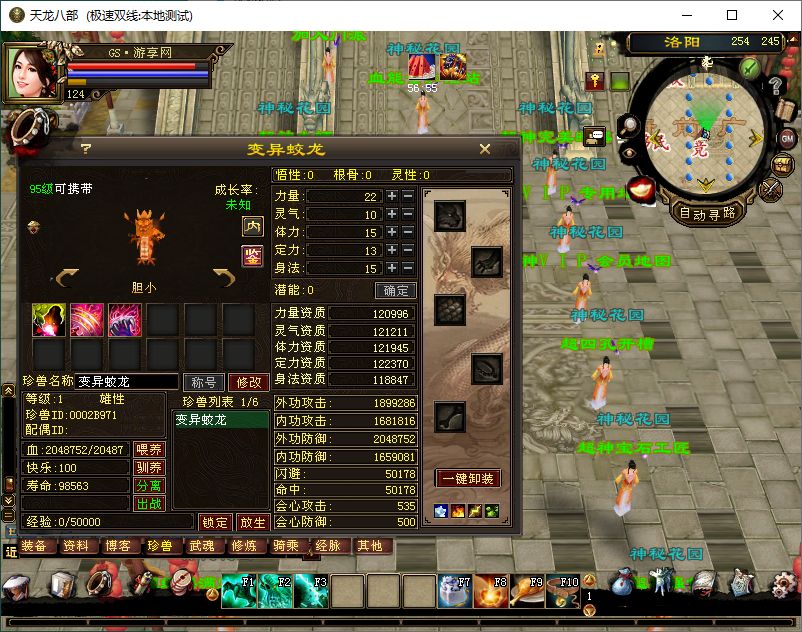 天龙八部 (极速双线:本地测试)
GS·游享网
124
神秘花园
56:55
洛阳 254 245
GM
自动寻路
神秘花园
神秘花园
神秘花园
神秘花园
VIP会员地图
神秘花园
超四孔开槽
神秘花园
超神宝石工匠
神秘花园
? 变异蛟龙
95级可携带
成长率:
未知
内
鉴
胆小
珍兽名称 变异蛟龙 称号 修改
等级:1 雄性
珍兽ID:0002B971
配偶ID:
珍兽列表 1/6
变异蛟龙
血:2048752/20487 喂养
快乐:100 驯养
寿命:98563 分离
出战
经验:0/50000 锁定 放生
悟性:0 根骨:0 灵性:0
力量: 22
灵气: 10
体力: 15
定力: 13
身法: 15
潜能:0 确定
力量资质 120996
灵气资质 121211
体力资质 121945
定力资质 122370
身法资质 118847
外功攻击: 1899286
内功攻击: 1681816
外功防御: 2048752
内功防御: 1659081
闪避: 50178
命中: 50178
会心攻击: 535
会心防御: 500
一键卸装
近
装备 资料 博客 珍兽 武魂 修炼 骑乘 经脉 其他
F1 F2 F3 F7 F8 F9 F10
1